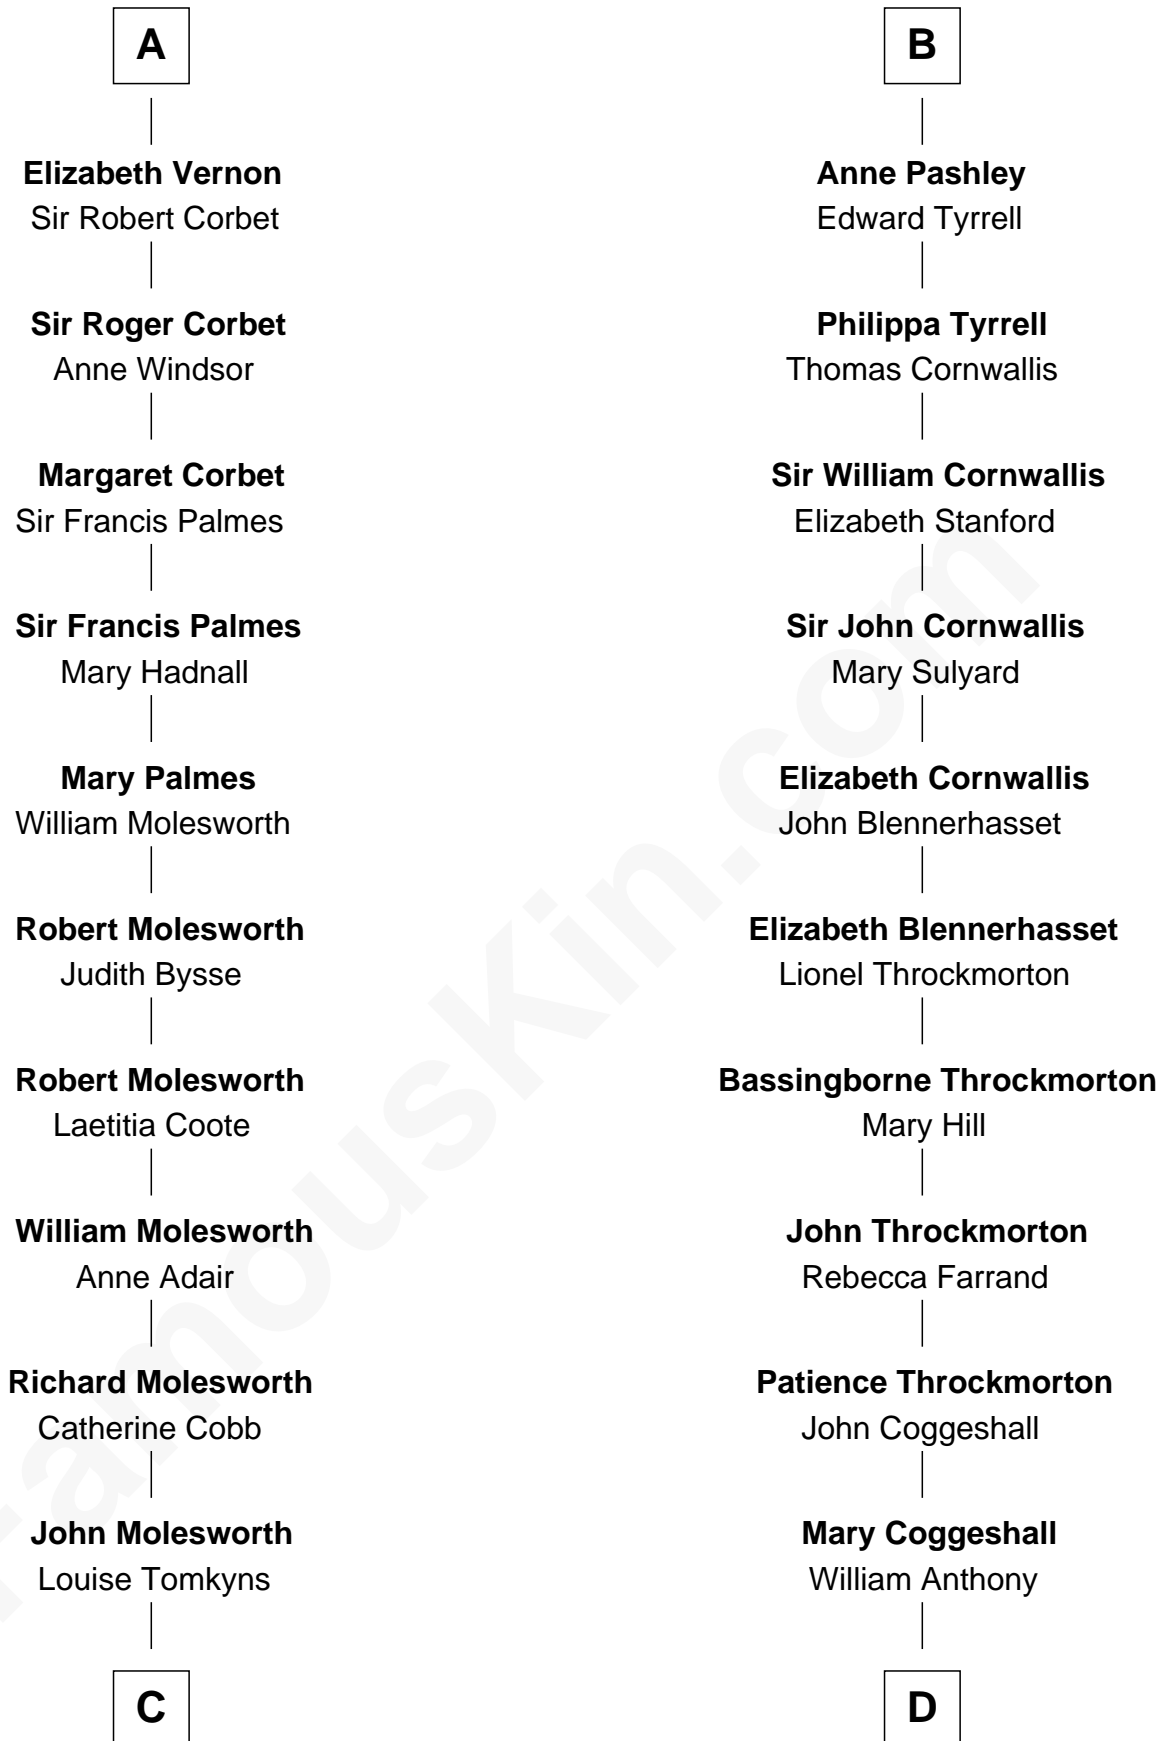 A
Elizabeth Vernon
Sir Robert Corbet
Sir Roger Corbet
Anne Windsor
Margaret Corbet
Sir Francis Palmes
Sir Francis Palmes
Mary Hadnall
Mary Palmes
William Molesworth
Robert Molesworth
Judith Bysse
Robert Molesworth
Laetitia Coote
William Molesworth
Anne Adair
Richard Molesworth
Catherine Cobb
John Molesworth
Louise Tomkyns
C
B
Anne Pashley
Edward Tyrrell
Philippa Tyrrell
Thomas Cornwallis
Sir William Cornwallis
Elizabeth Stanford
Sir John Cornwallis
Mary Sulyard
Elizabeth Cornwallis
John Blennerhasset
Elizabeth Blennerhasset
Lionel Throckmorton
Bassingborne Throckmorton
Mary Hill
John Throckmorton
Rebecca Farrand
Patience Throckmorton
John Coggeshall
Mary Coggeshall
William Anthony
D
FamousKin.com